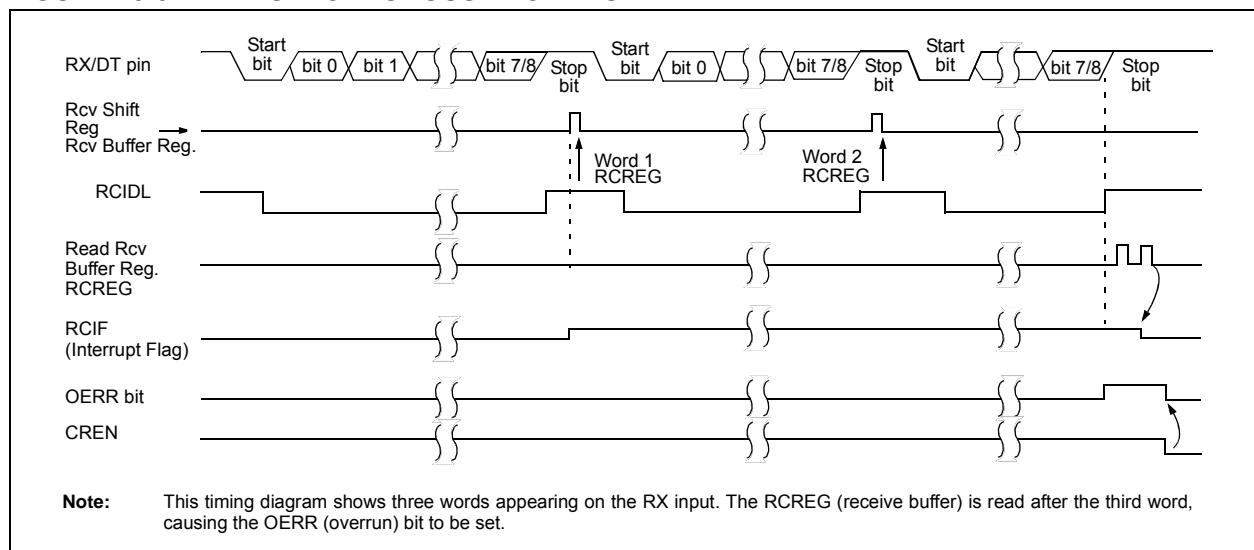 Start
bit
bit 0
bit 1
bit 7/8
Stop
bit
Start
bit
bit 0
bit 7/8
Stop
bit
Start
bit
bit 7/8
Stop
bit
RX/DT pin
Rcv Shift
Reg
Rcv Buffer Reg.
Word 1
RCREG
Word 2
RCREG
RCIDL
Read Rcv
Buffer Reg.
RCREG
RCIF
(Interrupt Flag)
OERR bit
CREN
Note: This timing diagram shows three words appearing on the RX input. The RCREG (receive buffer) is read after the third word,
causing the OERR (overrun) bit to be set.